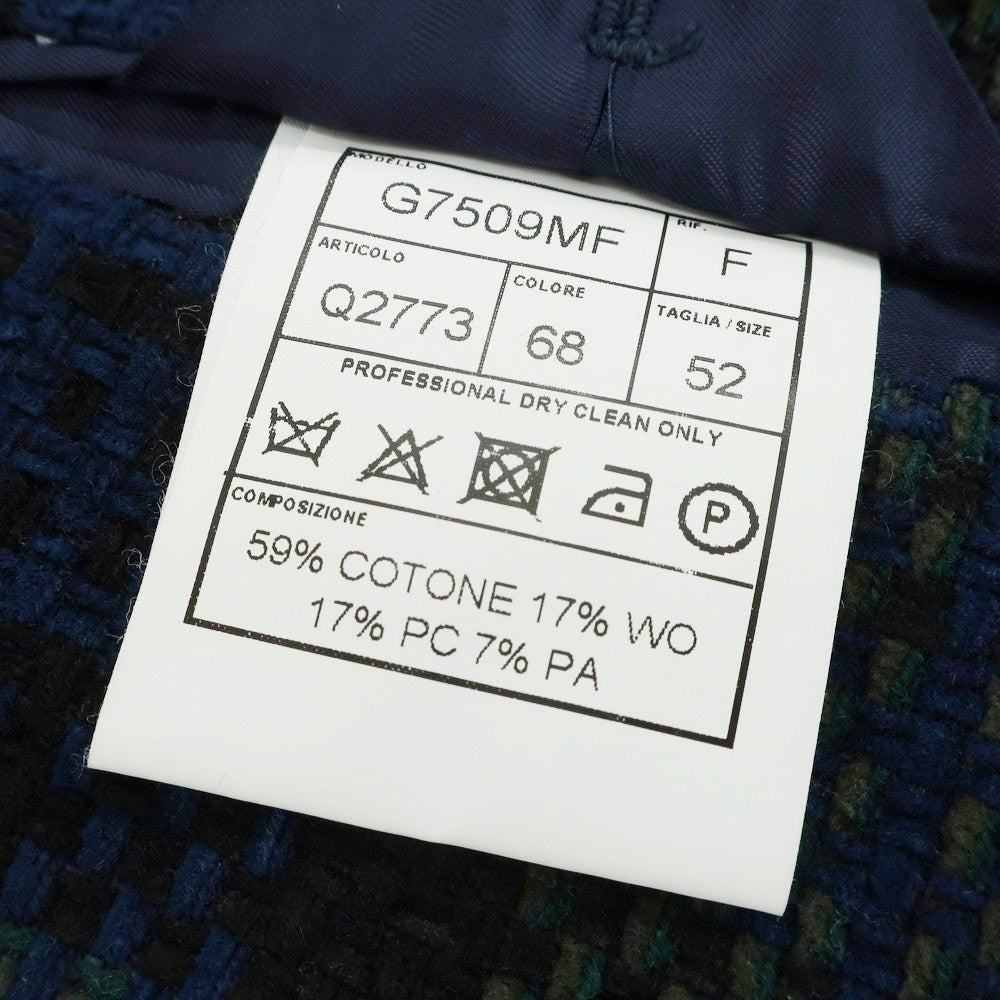 MODELLO
G7509MF
RIF.
F
ARTICOLO
Q2773
COLORE
68
TAGLIA / SIZE
52
PROFESSIONAL DRY CLEAN ONLY
P
COMPOSIZIONE
59% COTONE 17% WO
17% PC 7% PA